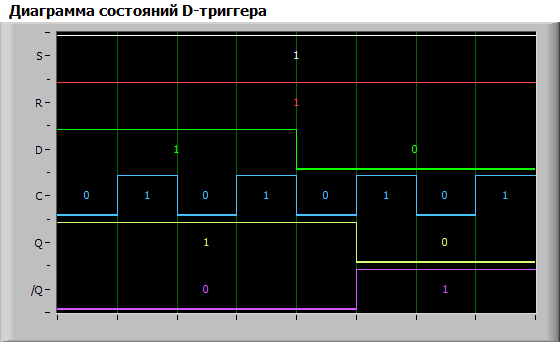 Диаграмма состояний D-триггера
S 1
R 1
D 1 0
C 0 1 0 1 0 1 0 1
Q 1 0
/Q 0 1